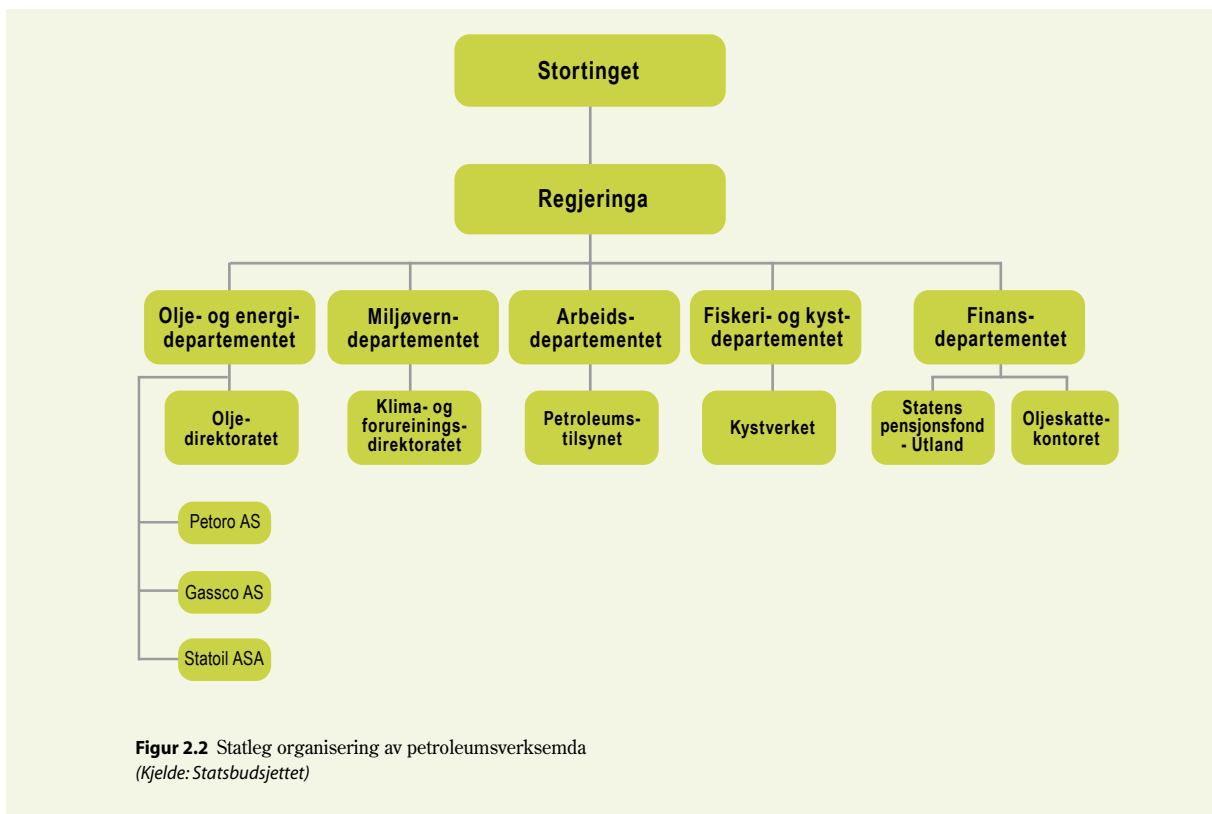 Stortinget
Regjeringa
Olje- og energi-
departementet
Miljøvern-
departementet
Arbeids-
departementet
Fiskeri- og kyst-
departementet
Finans-
departementet
Olje-
direktoratet
Klima- og
forureinings-
direktoratet
Petroleums-
tilsynet
Kystverket
Statens
pensjonsfond
- Utland
Oljeskatte-
kontoret
Petoro AS
Gassco AS
Statoil ASA
Figur 2.2 Statleg organisering av petroleumsverksemda
(Kjelde: Statsbudsjettet)